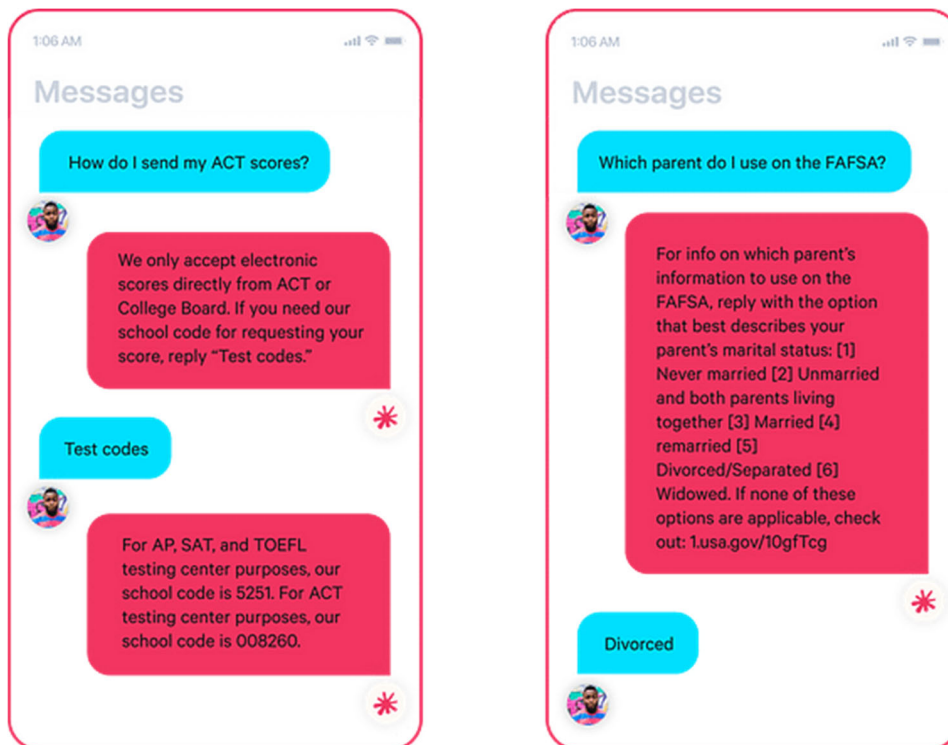 1:06 AM
Messages
How do I send my ACT scores?
We only accept electronic
scores directly from ACT or
College Board. If you need our
school code for requesting your
score, reply “Test codes.”
Test codes
For AP, SAT, and TOEFL
testing center purposes, our
school code is 5251. For ACT
testing center purposes, our
school code is 008260.
1:06 AM
Messages
Which parent do I use on the FAFSA?
For info on which parent’s
information to use on the
FAFSA, reply with the option
that best describes your
parent’s marital status: [1]
Never married [2] Unmarried
and both parents living
together [3] Married [4]
remarried [5]
Divorced/Separated [6]
Widowed. If none of these
options are applicable, check
out: 1.usa.gov/10gfTcg
Divorced